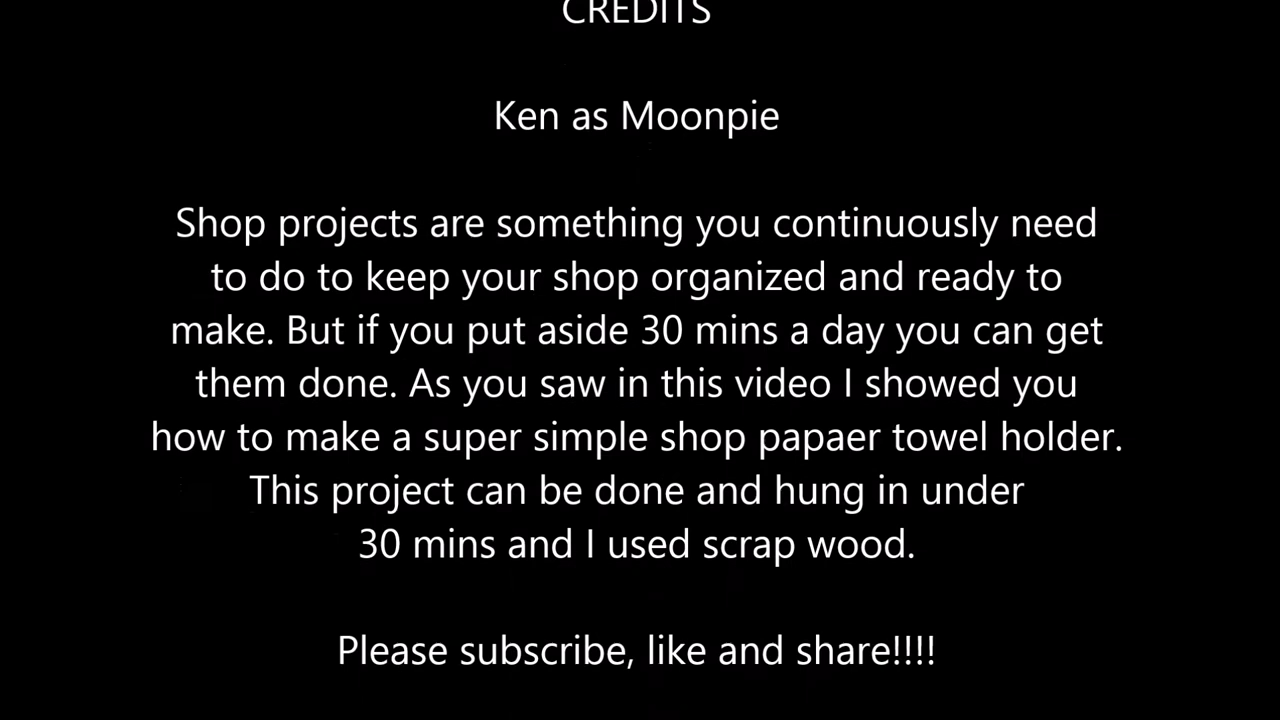 CREDITS
Ken as Moonpie
Shop projects are something you continuously need
to do to keep your shop organized and ready to
make. But if you put aside 30 mins a day you can get
them done. As you saw in this video I showed you
how to make a super simple shop papaer towel holder.
This project can be done and hung in under
30 mins and I used scrap wood.
Please subscribe, like and share!!!!